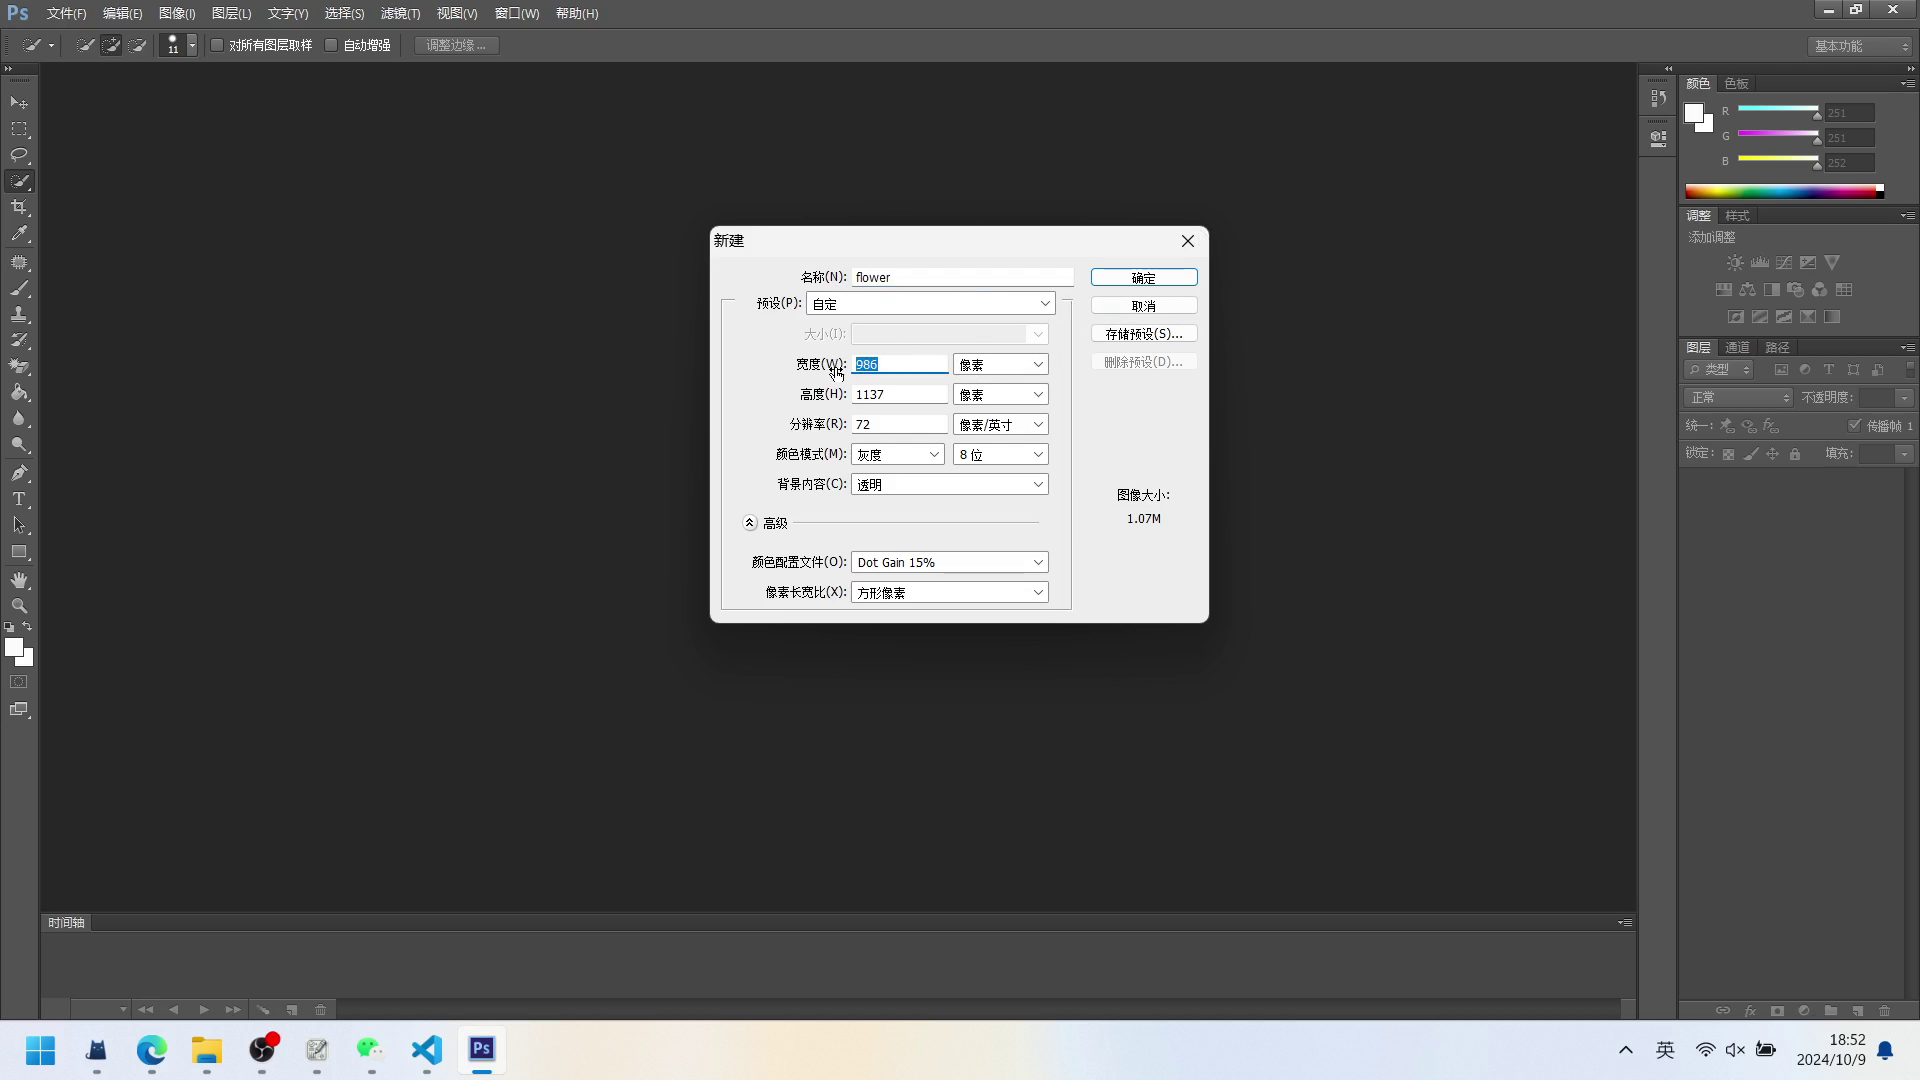 Ps 文件(F) 编辑(E) 图像(I) 图层(L) 文字(Y) 选择(S) 滤镜(T) 视图(V) 窗口(W) 帮助(H)
11 对所有图层取样 自动增强 调整边缘 ... 基本功能
颜色 色板
R 251
G 251
B 252
调整 样式
添加调整
图层 通道 路径
类型
正常 不透明度:
统一: 传播帧 1
锁定: 填充:
新建
名称(N): flower 确定
预设(P): 自定 取消
大小(I): 存储预设(S)...
宽度(W): 986 像素 删除预设(D)...
高度(H): 1137 像素
分辨率(R): 72 像素/英寸
颜色模式(M): 灰度 8 位
背景内容(C): 透明
图像大小:
1.07M
高级
颜色配置文件(O): Dot Gain 15%
像素长宽比(X): 方形像素
T
时间轴
fx
Ps 英 18:52
2024/10/9